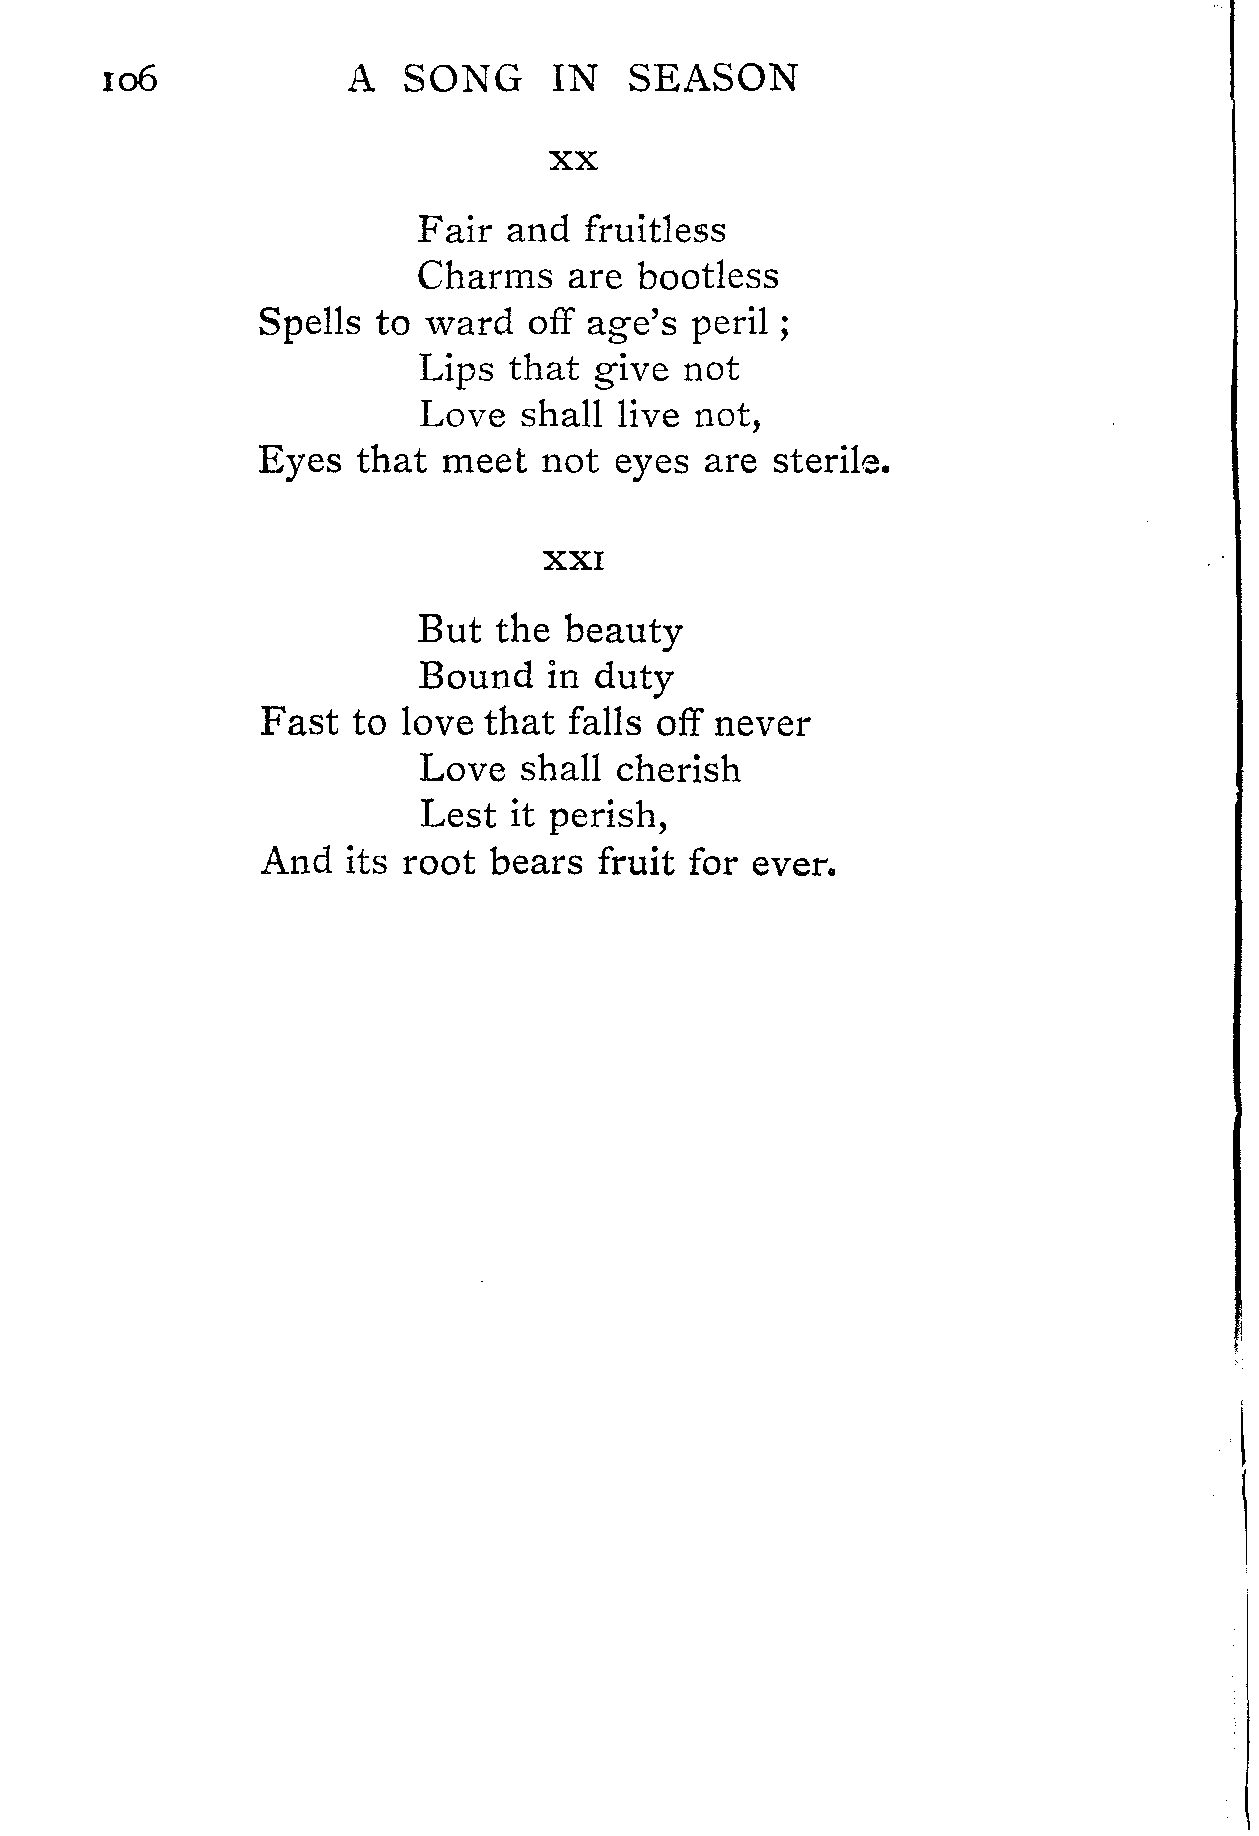 106 A SONG IN SEASON
XX
Fair and fruitless
Charms are bootless
Spells to ward off age's peril ;
Lips that give not
Love shall live not,
Eyes that meet not eyes are sterile.
XXI
But the beauty
Bound in duty
Fast to love that falls off never
Love shall cherish
Lest it perish,
And its root bears fruit for ever.